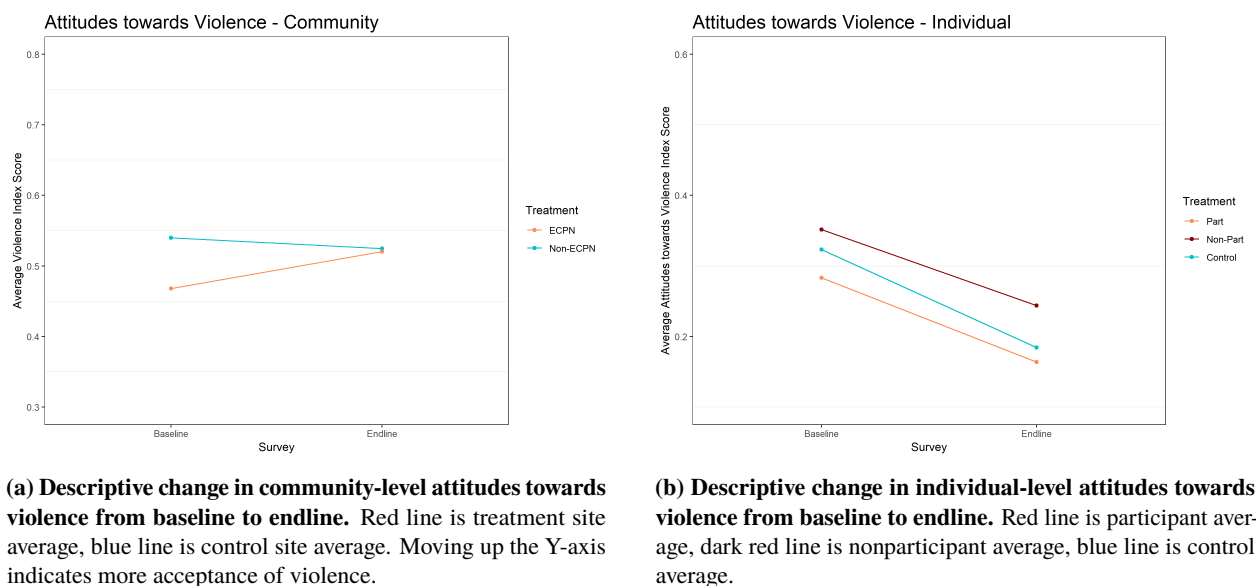 Attitudes towards Violence - Community
0.8
0.7
0.6
0.5
0.4
0.3
Average Violence Index Score
Baseline
Endline
Survey
Treatment
ECPN
Non-ECPN
(a) Descriptive change in community-level attitudes towards
violence from baseline to endline. Red line is treatment site
average, blue line is control site average. Moving up the Y-axis
indicates more acceptance of violence.
Attitudes towards Violence - Individual
0.6
0.4
0.2
Average Attitudes towards Violence Index Score
Baseline
Endline
Survey
Treatment
Part
Non-Part
Control
(b) Descriptive change in individual-level attitudes towards
violence from baseline to endline. Red line is participant aver-
age, dark red line is nonparticipant average, blue line is control
average.